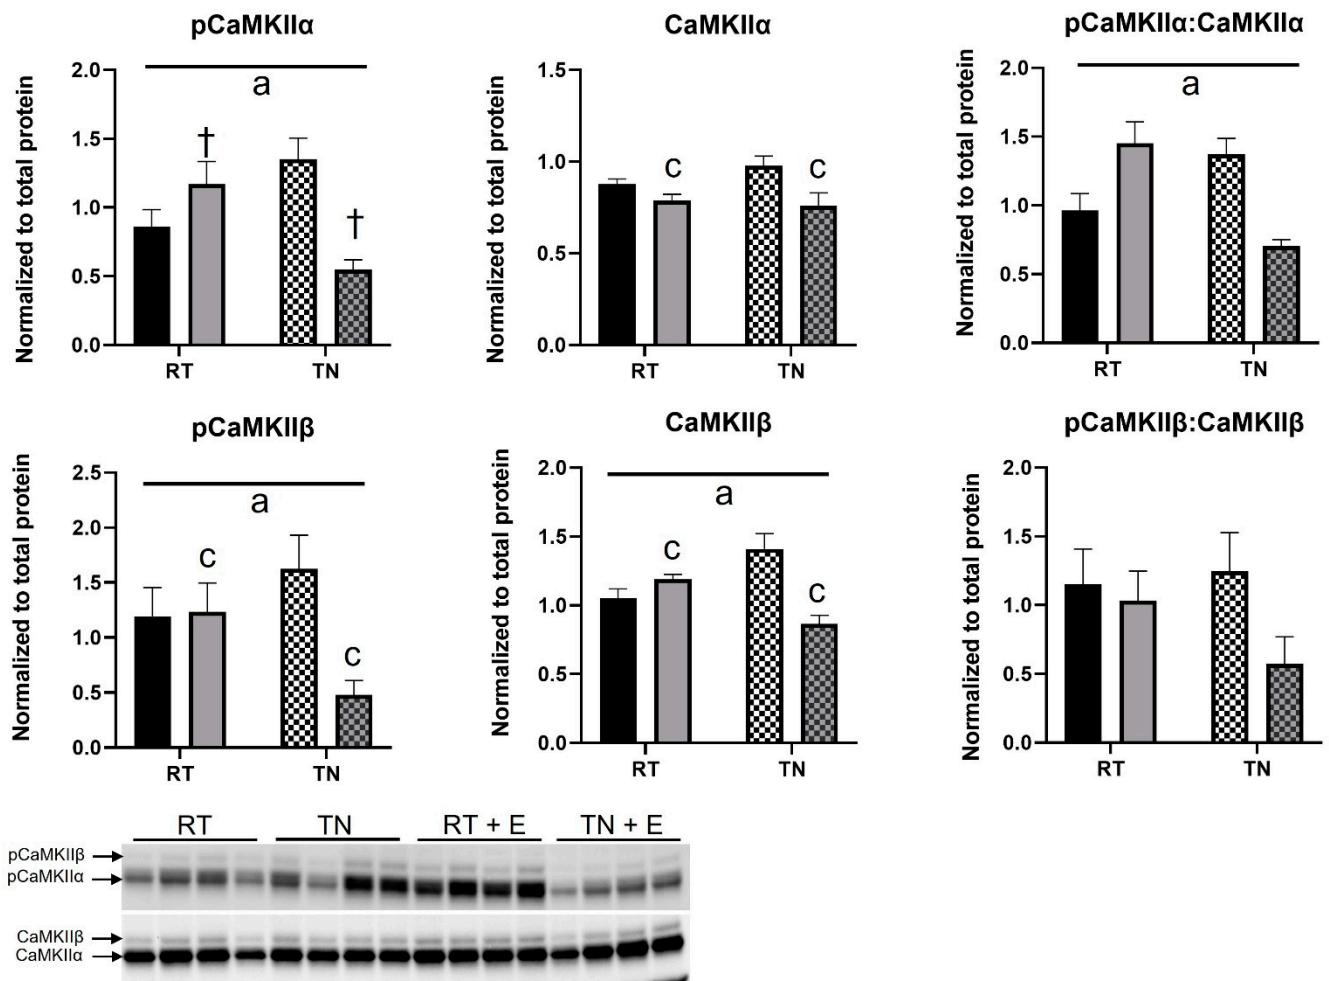 pCaMKIIα
Normalized to total protein
2.0
1.5
1.0
0.5
0.0
a
†
†
RT
TN
CaMKIIα
Normalized to total protein
1.5
1.0
0.5
0.0
c
c
RT
TN
pCaMKIIα:CaMKIIα
Normalized to total protein
2.0
1.5
1.0
0.5
0.0
a
RT
TN
pCaMKIIβ
Normalized to total protein
2.5
2.0
1.5
1.0
0.5
0.0
a
c
c
RT
TN
CaMKIIβ
Normalized to total protein
2.0
1.5
1.0
0.5
0.0
a
c
c
RT
TN
pCaMKIIβ:CaMKIIβ
Normalized to total protein
2.0
1.5
1.0
0.5
0.0
RT
TN
RT
TN
RT + E
TN + E
pCaMKIIβ
pCaMKIIα
CaMKIIβ
CaMKIIα